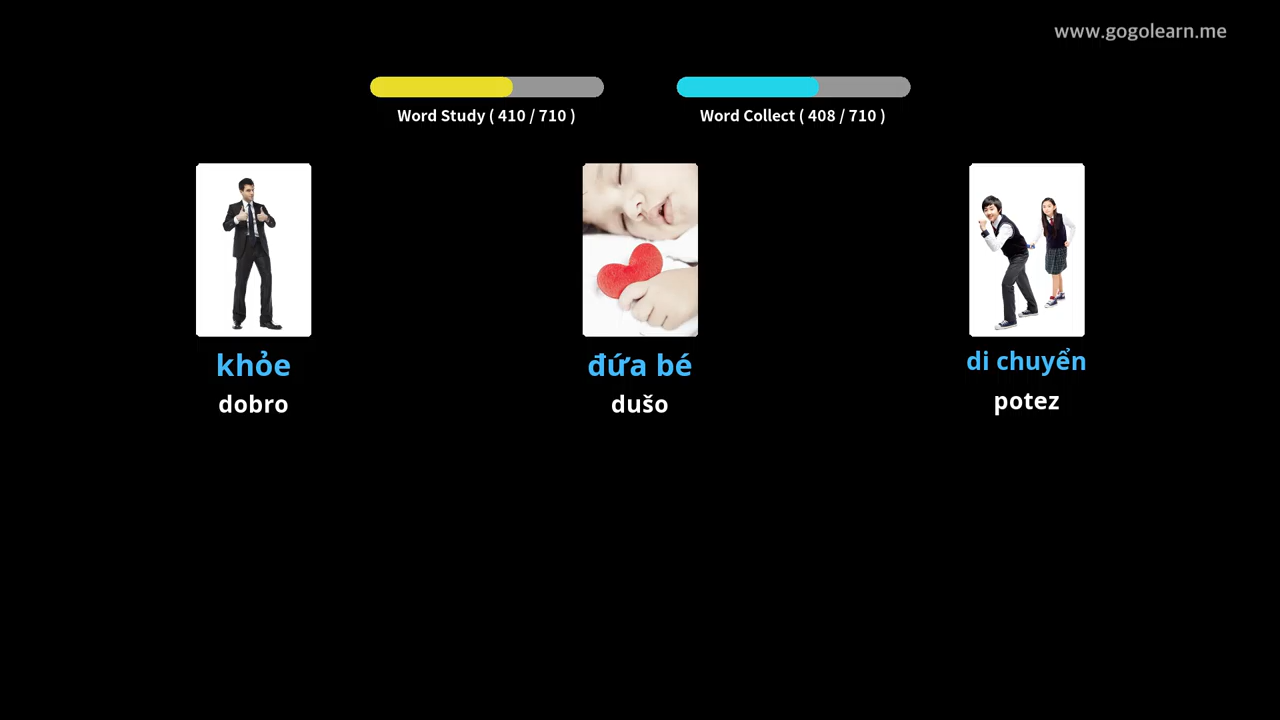 www.gogolearn.me
Word Study ( 410 / 710 )
Word Collect ( 408 / 710 )
khỏe
dobro
đứa bé
dušo
di chuyển
potez